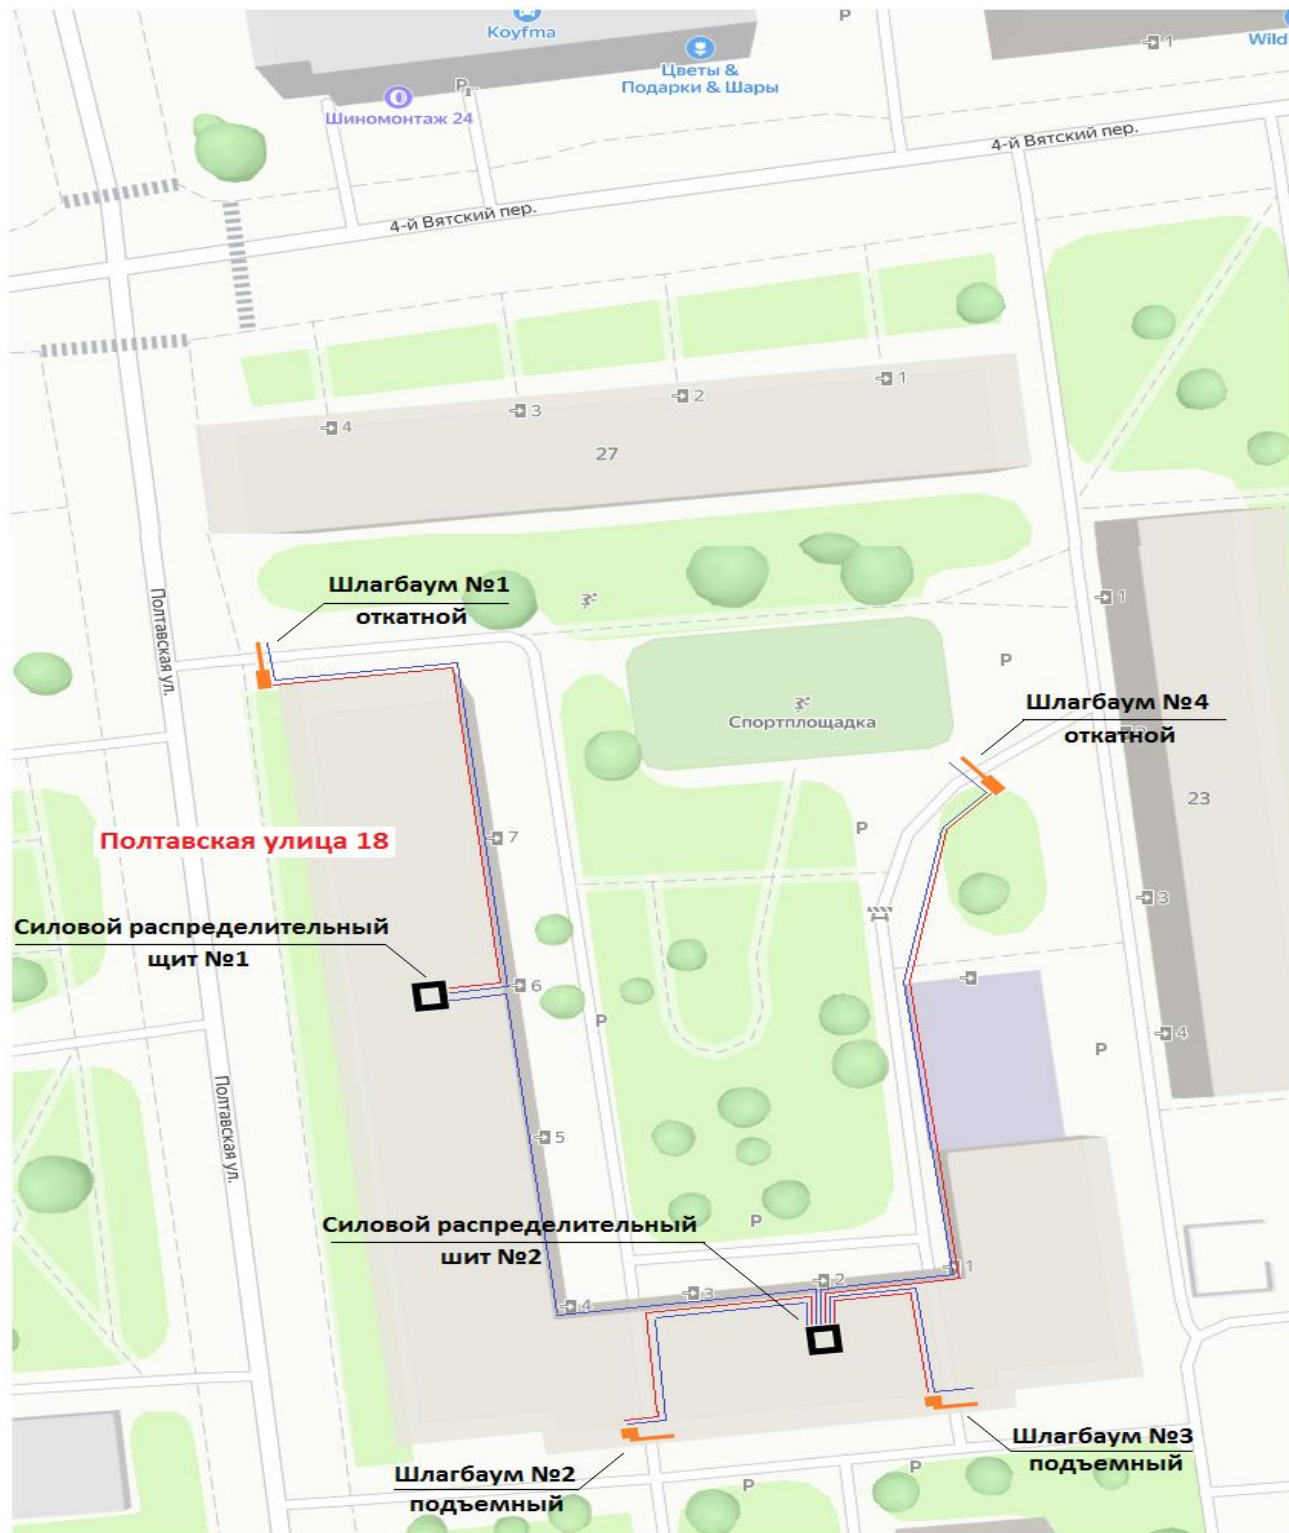 P
Koyfma
1
Wild
Цветы &
Подарки & Шары
P
Шиномонтаж 24
4-й Вятский пер.
4-й Вятский пер.
1
2
3
4
27
Шлагбаум №1
откатной
Полтавская ул.
1
P
Шлагбаум №4
откатной
Спортплощадка
2
23
P
7
Полтавская улица 18
3
Силовой распределительный
щит №1
6
P
4
P
Полтавская ул.
5
Силовой распределительный
шит №2
P
1
2
3
4
Шлагбаум №3
подъемный
P
Шлагбаум №2
подъемный
P